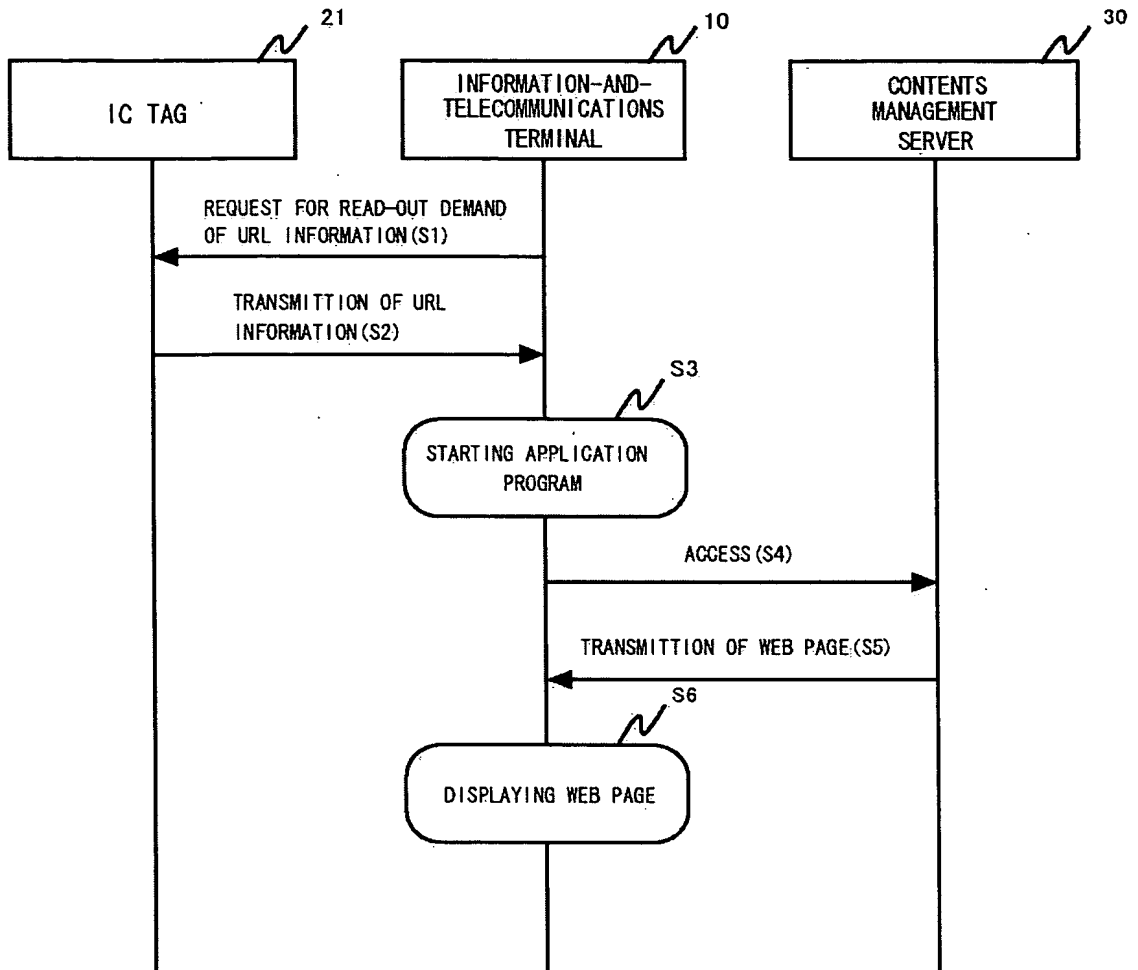 21
10
30
IC TAG
INFORMATION-AND-
TELECOMMUNICATIONS
TERMINAL
CONTENTS
MANAGEMENT
SERVER
REQUEST FOR READ-OUT DEMAND
OF URL INFORMATION(S1)
TRANSMITTION OF URL
INFORMATION(S2)
S3
STARTING APPLICATION
PROGRAM
ACCESS(S4)
TRANSMITTION OF WEB PAGE(S5)
S6
DISPLAYING WEB PAGE